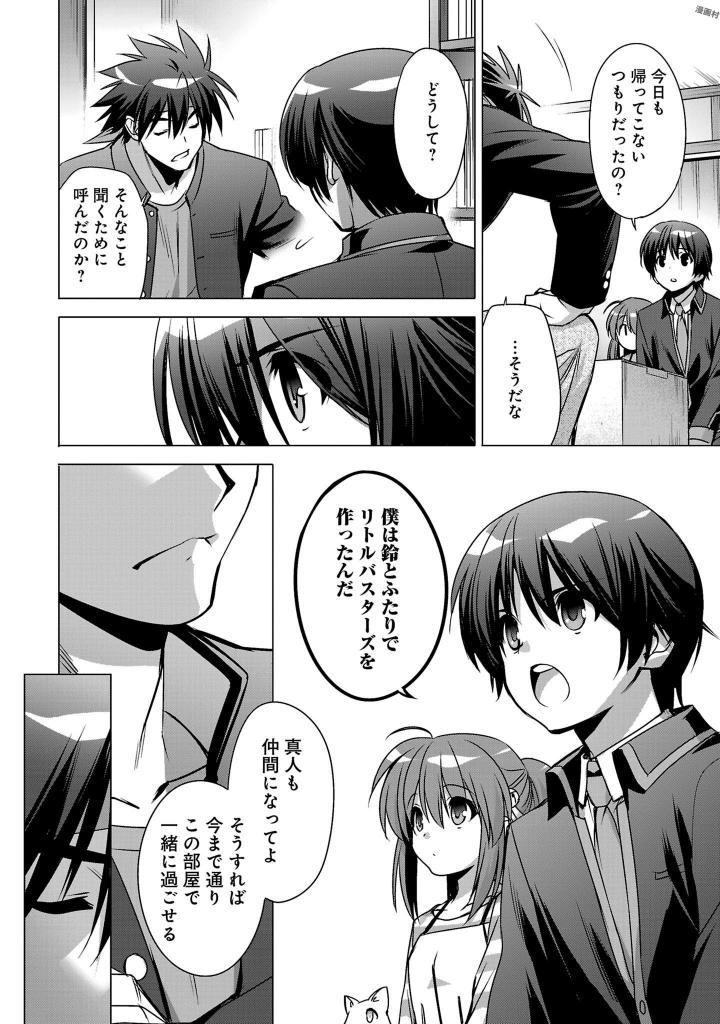 漫画村
今日も
帰ってこない
つもりだったの?
…そうだな
どうして?
そんなこと
聞くために
呼んだのか?
僕は鈴とふたりで
リトルバスターズを
作ったんだ
真人も
仲間になってよ
そうすれば
今まで通り
この部屋で
一緒に過ごせる